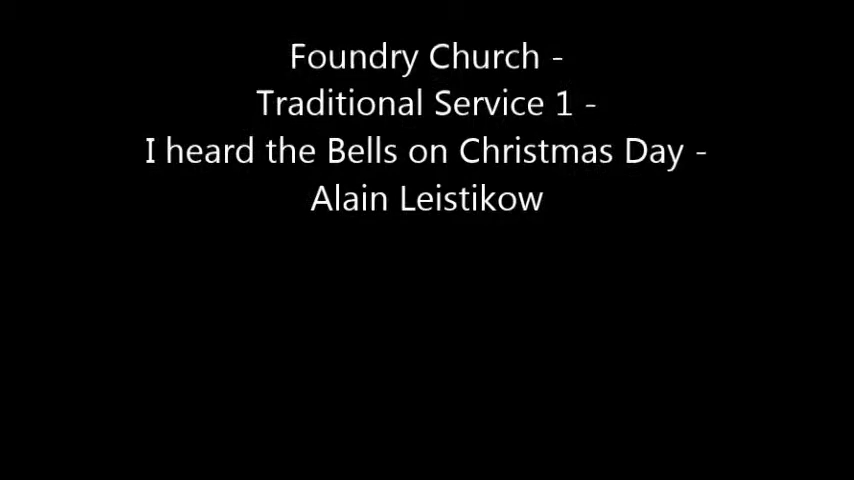 Foundry Church -
Traditional Service 1 -
I heard the Bells on Christmas Day -
Alain Leistikow